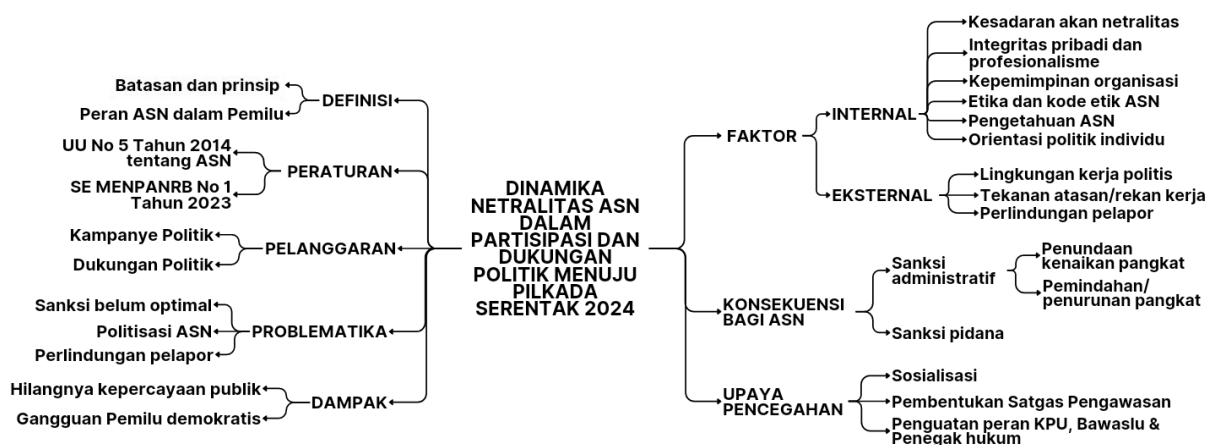 DINAMIKA
NETRALITAS ASN
DALAM
PARTISIPASI DAN
DUKUNGAN
POLITIK MENUJU
PILKADA
SERENTAK 2024
DEFINISI
Batasan dan prinsip
Peran ASN dalam Pemilu
PERATURAN
UU No 5 Tahun 2014
tentang ASN
SE MENPANRB No 1
Tahun 2023
PELANGGARAN
Kampanye Politik
Dukungan Politik
PROBLEMATIKA
Sanksi belum optimal
Politisasi ASN
Perlindungan pelapor
DAMPAK
Hilangnya kepercayaan publik
Gangguan Pemilu demokratis
FAKTOR
INTERNAL
Kesadaran akan netralitas
Integritas pribadi dan
profesionalisme
Kepemimpinan organisasi
Etika dan kode etik ASN
Pengetahuan ASN
Orientasi politik individu
EKSTERNAL
Lingkungan kerja politis
Tekanan atasan/rekan kerja
Perlindungan pelapor
KONSEKUENSI
BAGI ASN
Sanksi
administratif
Penundaan
kenaikan pangkat
Pemindahan/
penurunan pangkat
Sanksi pidana
UPAYA
PENCEGAHAN
Sosialisasi
Pembentukan Satgas Pengawasan
Penguatan peran KPU, Bawaslu &
Penegak hukum